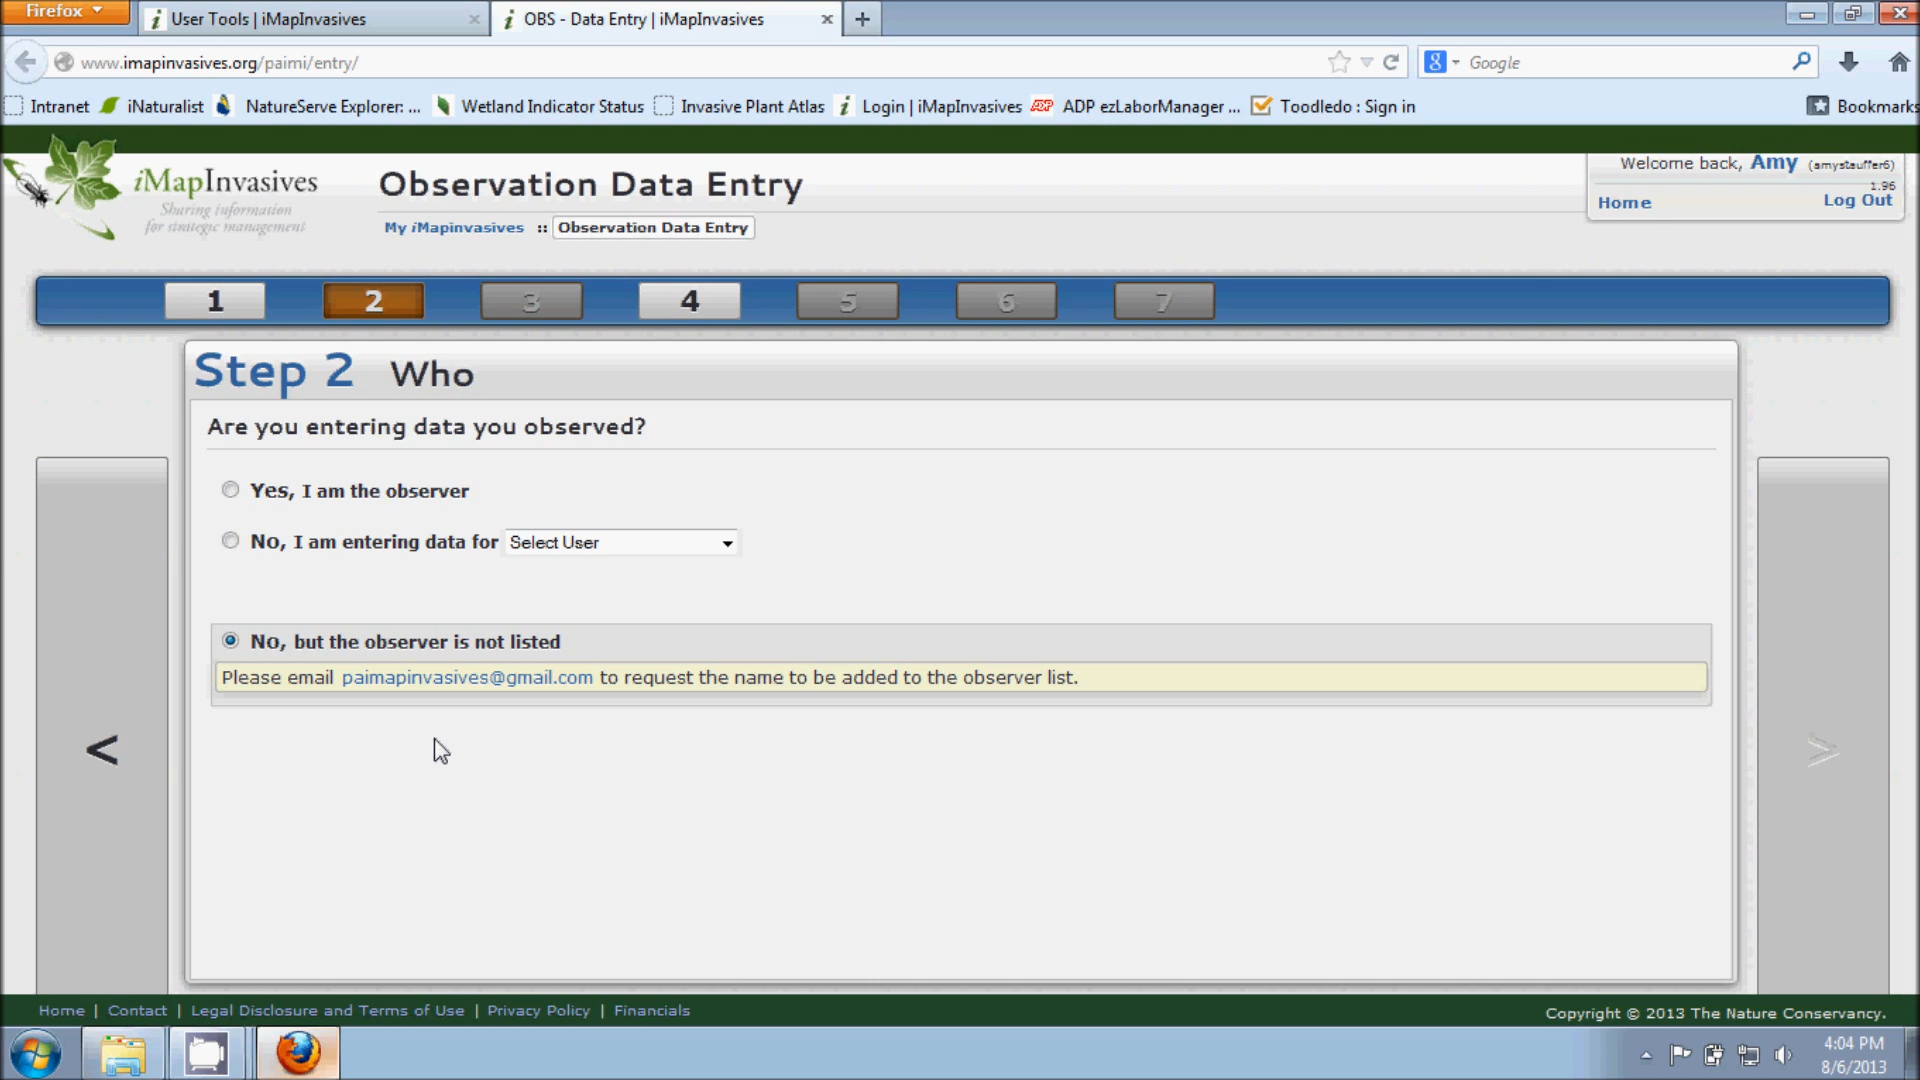 Firefox
User Tools | iMapInvasives
OBS - Data Entry | iMapInvasives
www.imapinvasives.org/paimi/entry/
Google
Intranet iNaturalist NatureServe Explorer: ... Wetland Indicator Status Invasive Plant Atlas Login | iMapInvasives ADP ezLaborManager ... Toodledo : Sign in Bookmarks
iMapInvasives
Sharing information
for strategic management
Observation Data Entry
My iMapinvasives :: Observation Data Entry
Welcome back, Amy (amystauffer6)
1.96
Home Log Out
1 2 3 4 5 6 7
Step 2 Who
Are you entering data you observed?
Yes, I am the observer
No, I am entering data for Select User
No, but the observer is not listed
Please email paimapinvasives@gmail.com to request the name to be added to the observer list.
< >
Home | Contact | Legal Disclosure and Terms of Use | Privacy Policy | Financials
Copyright © 2013 The Nature Conservancy.
4:04 PM
8/6/2013